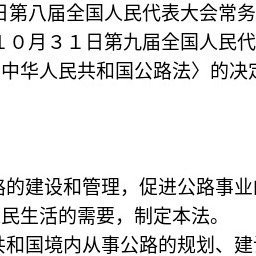 日第八届全国人民代表大会常务
１０月３１日第九届全国人民代
中华人民共和国公路法〉的决定
路的建设和管理，促进公路事业的
民生活的需要，制定本法。
共和国境内从事公路的规划、建设